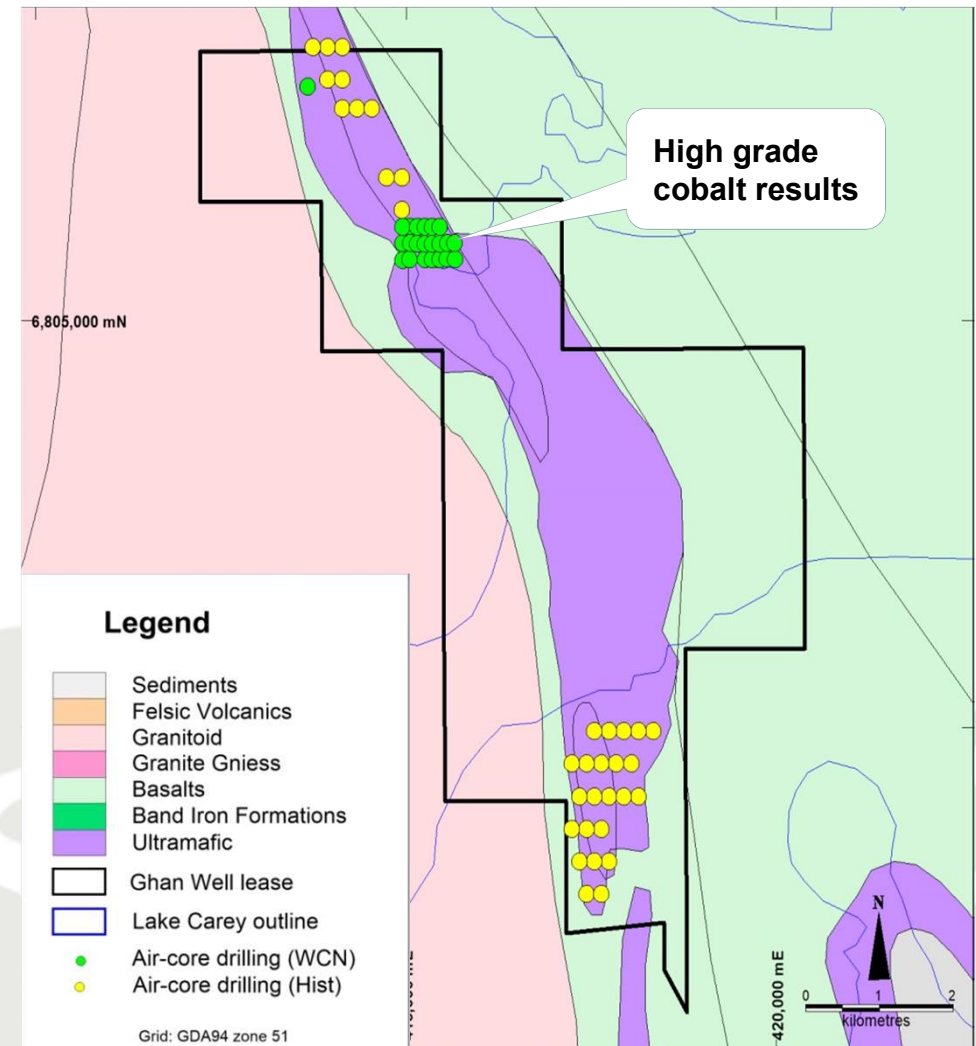 High grade
cobalt results
6,805,000 mN
Legend
Sediments
Felsic Volcanics
Granitoid
Granite Gniess
Basalts
Band Iron Formations
Ultramafic
Ghan Well lease
Lake Carey outline
Air-core drilling (WCN)
Air-core drilling (Hist)
Grid: GDA94 zone 51
420,000 mE
N
0 1 2
kilometres